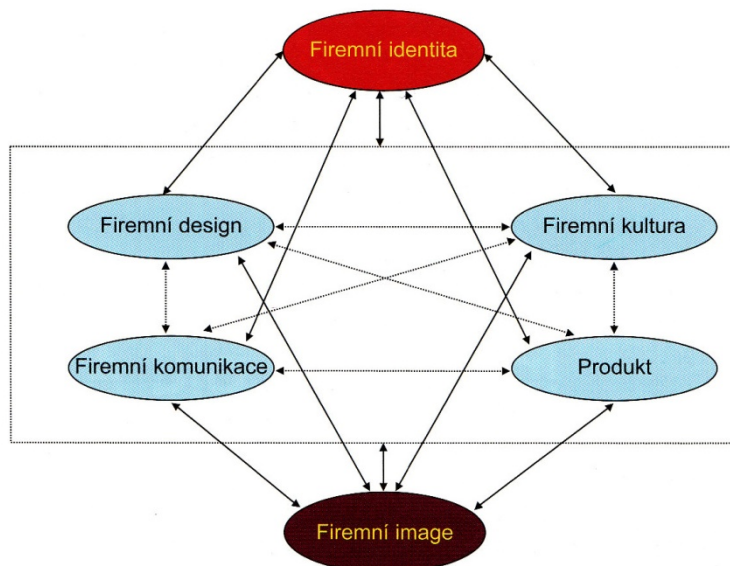 Firemní identita
Firemní design
Firemní kultura
Firemní komunikace
Produkt
Firemní image